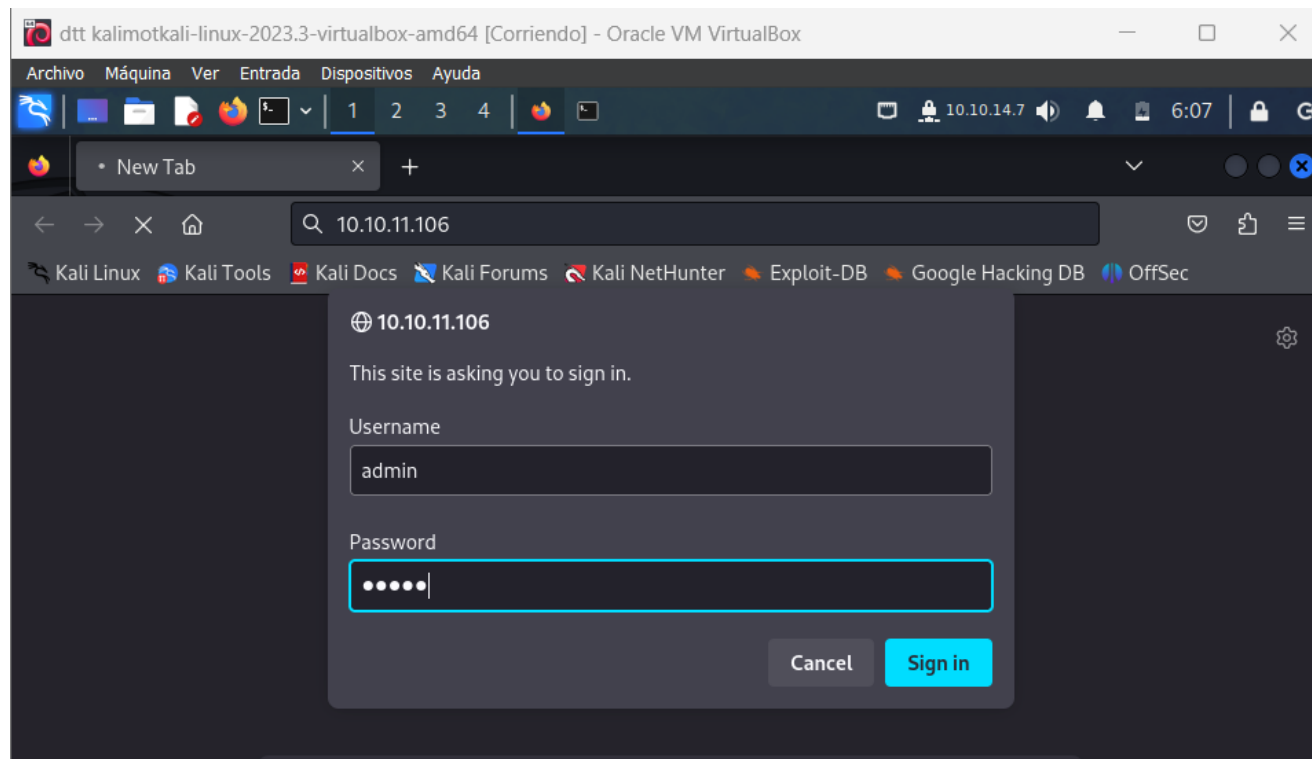 dtt kalimotkali-linux-2023.3-virtualbox-amd64 [Corriendo] - Oracle VM VirtualBox
Archivo Máquina Ver Entrada Dispositivos Ayuda
1 2 3 4 10.10.14.7 6:07 G
New Tab
10.10.11.106
Kali Linux Kali Tools Kali Docs Kali Forums Kali NetHunter Exploit-DB Google Hacking DB OffSec
10.10.11.106
This site is asking you to sign in.
Username
admin
Password
•••••
Cancel Sign in